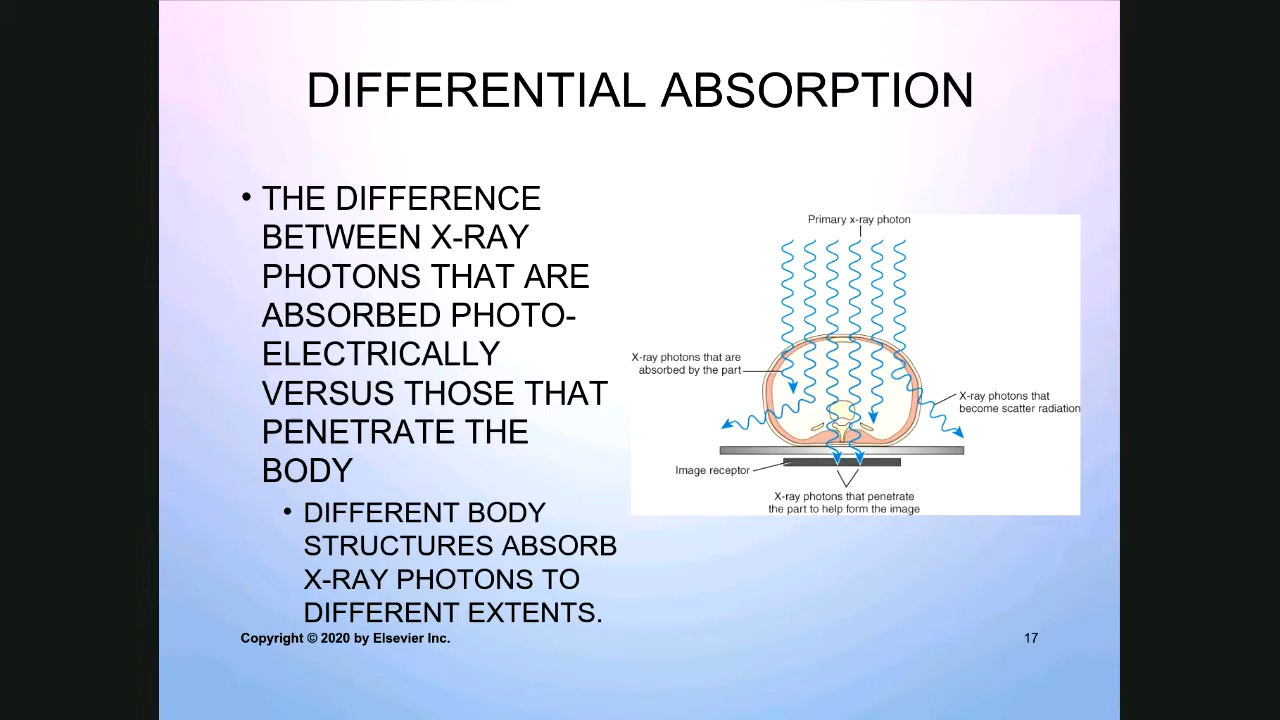 DIFFERENTIAL ABSORPTION
• THE DIFFERENCE
BETWEEN X-RAY
PHOTONS THAT ARE
ABSORBED PHOTO-
ELECTRICALLY
VERSUS THOSE THAT
PENETRATE THE
BODY
• DIFFERENT BODY
STRUCTURES ABSORB
X-RAY PHOTONS TO
DIFFERENT EXTENTS.
Primary x-ray photon
X-ray photons that are
absorbed by the part
X-ray photons that
become scatter radiation
Image receptor
X-ray photons that penetrate
the part to help form the image
Copyright © 2020 by Elsevier Inc.
17